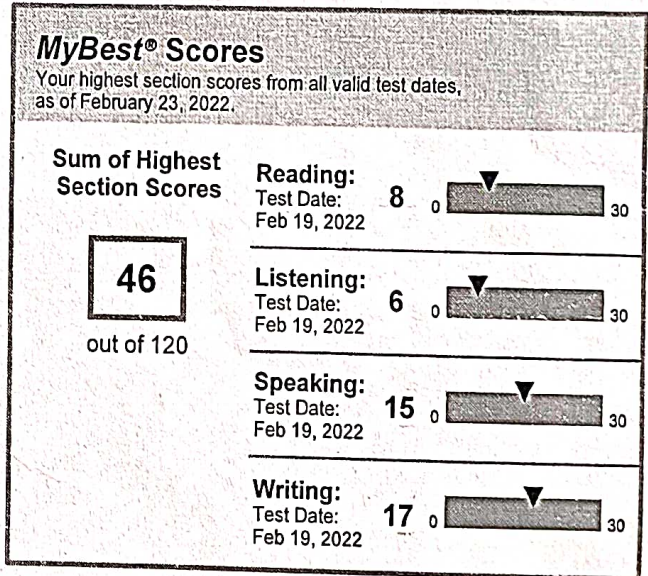 MyBest® Scores
Your highest section scores from all valid test dates,
as of February 23, 2022.
Sum of Highest
Section Scores
46
out of 120
Reading:
Test Date:
Feb 19, 2022
8
0
30
Listening:
Test Date:
Feb 19, 2022
6
0
30
Speaking:
Test Date:
Feb 19, 2022
15
0
30
Writing:
Test Date:
Feb 19, 2022
17
0
30